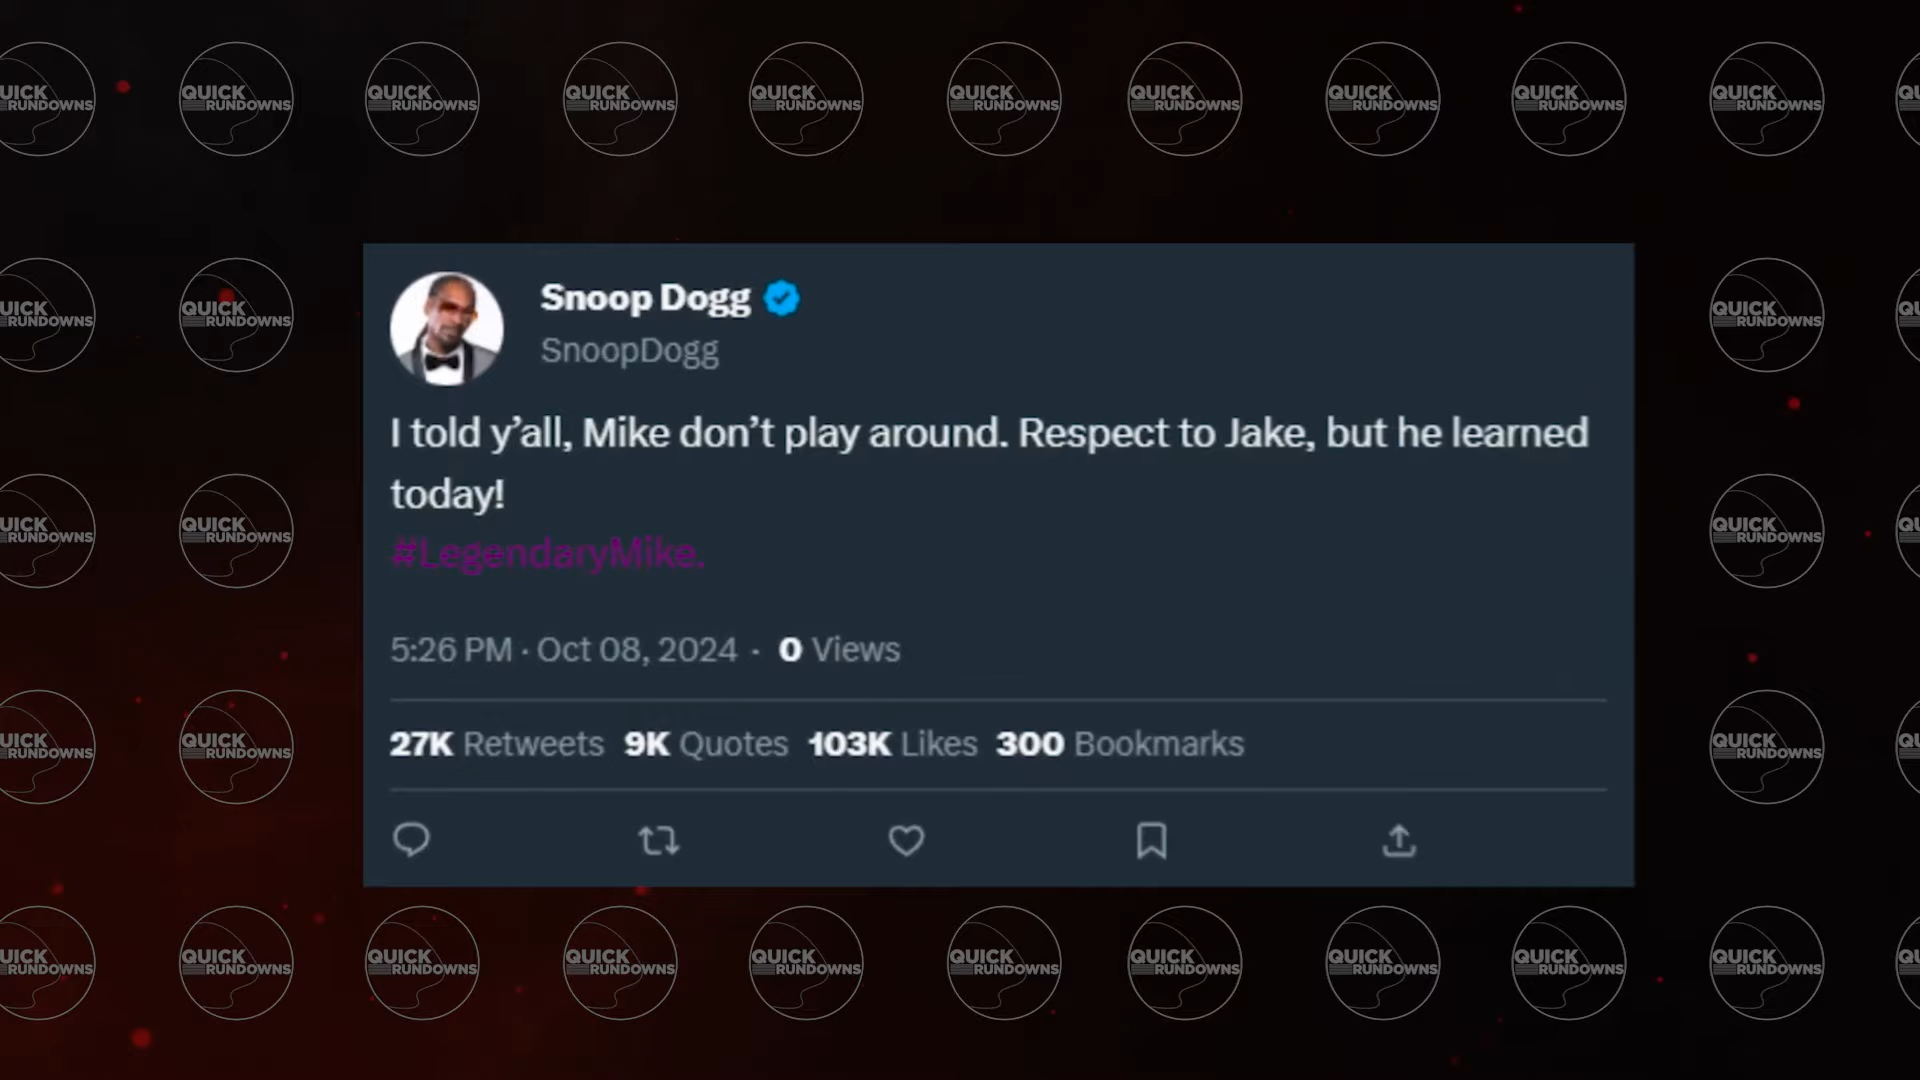 QUICK RUNDOWNS
Snoop Dogg
SnoopDogg
I told y’all, Mike don’t play around. Respect to Jake, but he learned
today!
#LegendaryMike.
5:26 PM · Oct 08, 2024 · 0 Views
27K Retweets 9K Quotes 103K Likes 300 Bookmarks